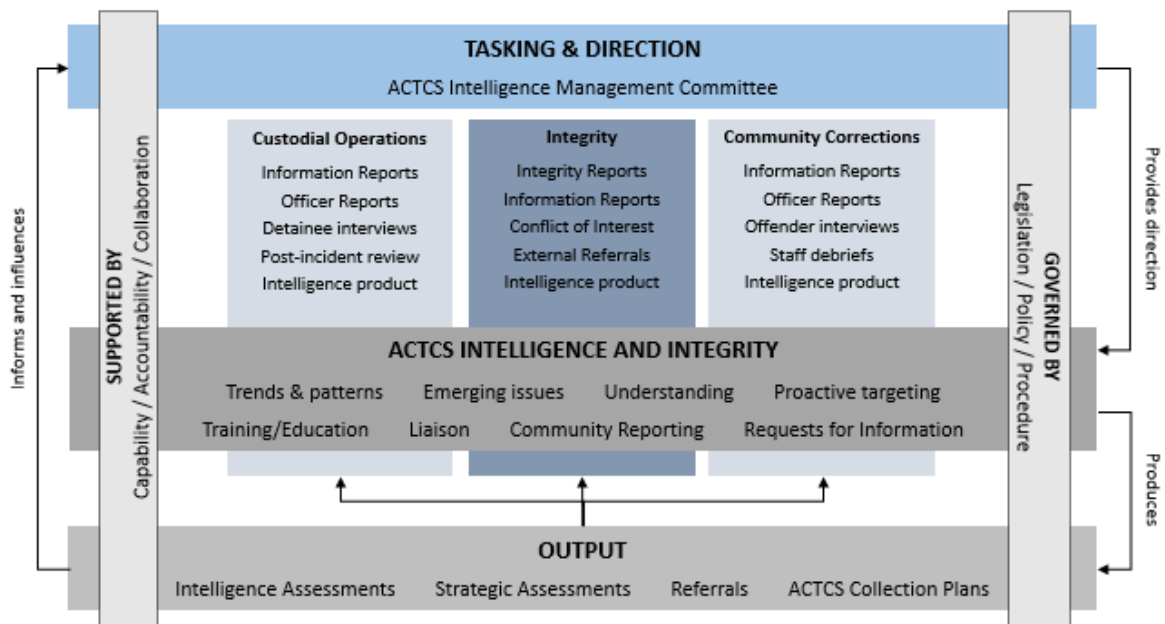 TASKING & DIRECTION
ACTCS Intelligence Management Committee
Custodial Operations
Information Reports
Officer Reports
Detainee interviews
Post-incident review
Intelligence product
Integrity
Integrity Reports
Information Reports
Conflict of Interest
External Referrals
Intelligence product
Community Corrections
Information Reports
Officer Reports
Offender interviews
Staff debriefs
Intelligence product
ACTCS INTELLIGENCE AND INTEGRITY
Trends & patterns Emerging issues Understanding Proactive targeting
Training/Education Liaison Community Reporting Requests for Information
OUTPUT
Intelligence Assessments Strategic Assessments Referrals ACTCS Collection Plans
Informs and influences
SUPPORTED BY
Capability / Accountability / Collaboration
GOVERNED BY
Legislation / Policy / Procedure
Provides direction
Produces